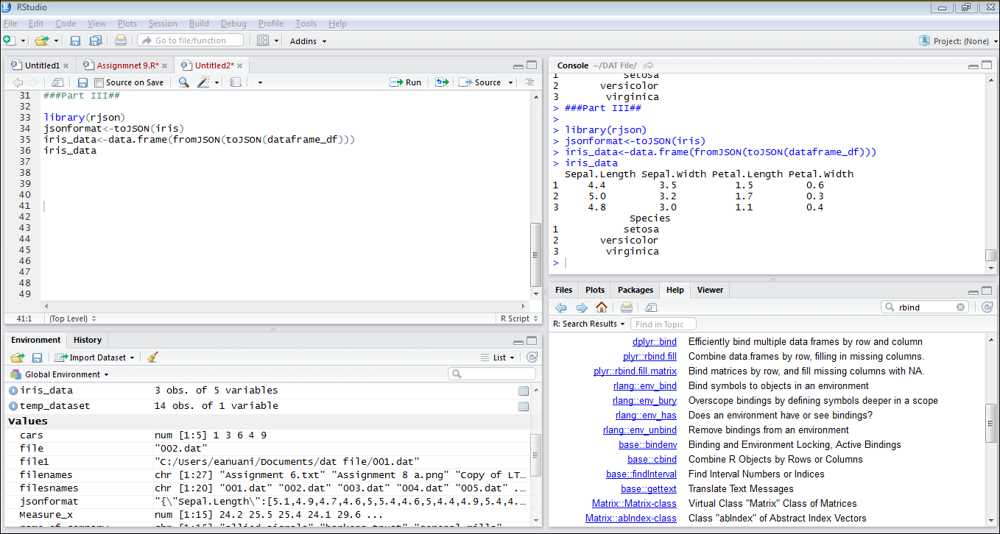 RStudio
File Edit Code View Plots Session Build Debug Profile Tools Help
Go to file/function Addins Project: (None)
Untitled1 Assignmnet 9.R* Untitled2*
Source on Save Run Source
31 ###Part III##
32
33 library(rjson)
34 jsonformat<-toJSON(iris)
35 iris_data<-data.frame(fromJSON(toJSON(dataframe_df)))
36 iris_data
37
38
39
40
41
42
43
44
45
46
47
48
49
41:1 (Top Level) R Script
Environment History
Import Dataset List
Global Environment
iris_data 3 obs. of 5 variables
temp_dataset 14 obs. of 1 variable
Values
cars num [1:5] 1 3 6 4 9
file "002.dat"
file1 "C:/Users/eanuani/Documents/dat file/001.dat"
filenames chr [1:27] "Assignment 6.txt" "Assignment 8 a.png" "Copy of LT…
filesnames chr [1:20] "001.dat" "002.dat" "003.dat" "004.dat" "005.dat" ...
jsonformat "{\"Sepal.Length\":[5.1,4.9,4.7,4.6,5,5.4,4.6,5,4.4,4.9,5.4,4.…
Measure_x num [1:15] 24.2 25.5 25.4 24.1 29.6 ...
Console ~/DAT File/
1 setosa
2 versicolor
3 virginica
> ###Part III##
>
> library(rjson)
> jsonformat<-toJSON(iris)
> iris_data<-data.frame(fromJSON(toJSON(dataframe_df)))
> iris_data
Sepal.Length Sepal.Width Petal.Length Petal.Width
1 4.4 3.5 1.5 0.6
2 5.0 3.2 1.7 0.3
3 4.8 3.0 1.1 0.4
Species
1 setosa
2 versicolor
3 virginica
>
Files Plots Packages Help Viewer
rbind
R: Search Results Find in Topic
dplyr::bind Efficiently bind multiple data frames by row and column
plyr::rbind.fill Combine data.frames by row, filling in missing columns.
plyr::rbind.fill.matrix Bind matrices by row, and fill missing columns with NA.
rlang::env_bind Bind symbols to objects in an environment
rlang::env_bury Overscope bindings by defining symbols deeper in a scope
rlang::env_has Does an environment have or see bindings?
rlang::env_unbind Remove bindings from an environment
base::bindenv Binding and Environment Locking, Active Bindings
base::cbind Combine R Objects by Rows or Columns
base::findInterval Find Interval Numbers or Indices
base::gettext Translate Text Messages
Matrix::Matrix-class Virtual Class "Matrix" Class of Matrices
Matrix::abIndex-class Class "abIndex" of Abstract Index Vectors